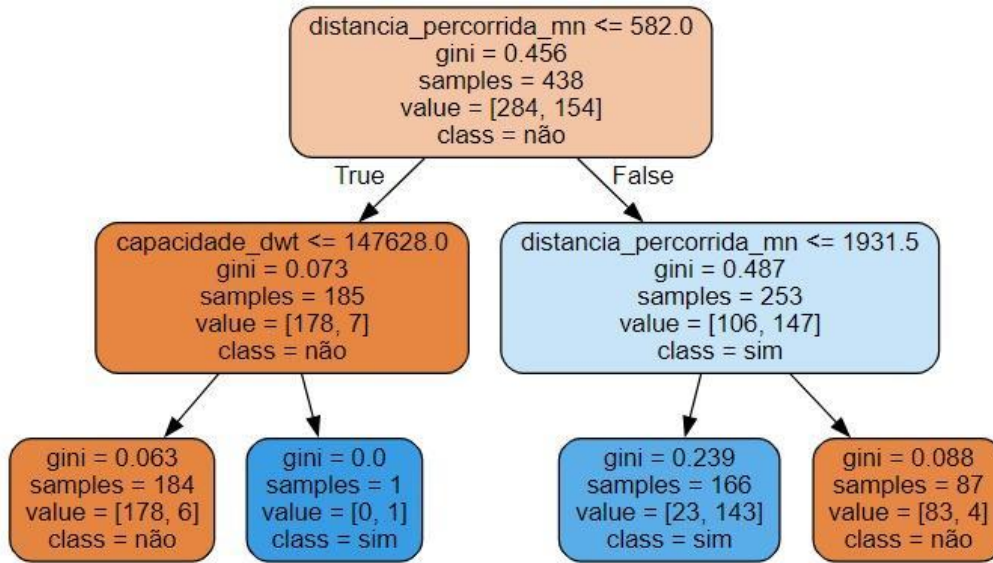 distancia_percorrida_mn <= 582.0
gini = 0.456
samples = 438
value = [284, 154]
class = não
True
False
capacidade_dwt <= 147628.0
gini = 0.073
samples = 185
value = [178, 7]
class = não
distancia_percorrida_mn <= 1931.5
gini = 0.487
samples = 253
value = [106, 147]
class = sim
gini = 0.063
samples = 184
value = [178, 6]
class = não
gini = 0.0
samples = 1
value = [0, 1]
class = sim
gini = 0.239
samples = 166
value = [23, 143]
class = sim
gini = 0.088
samples = 87
value = [83, 4]
class = não